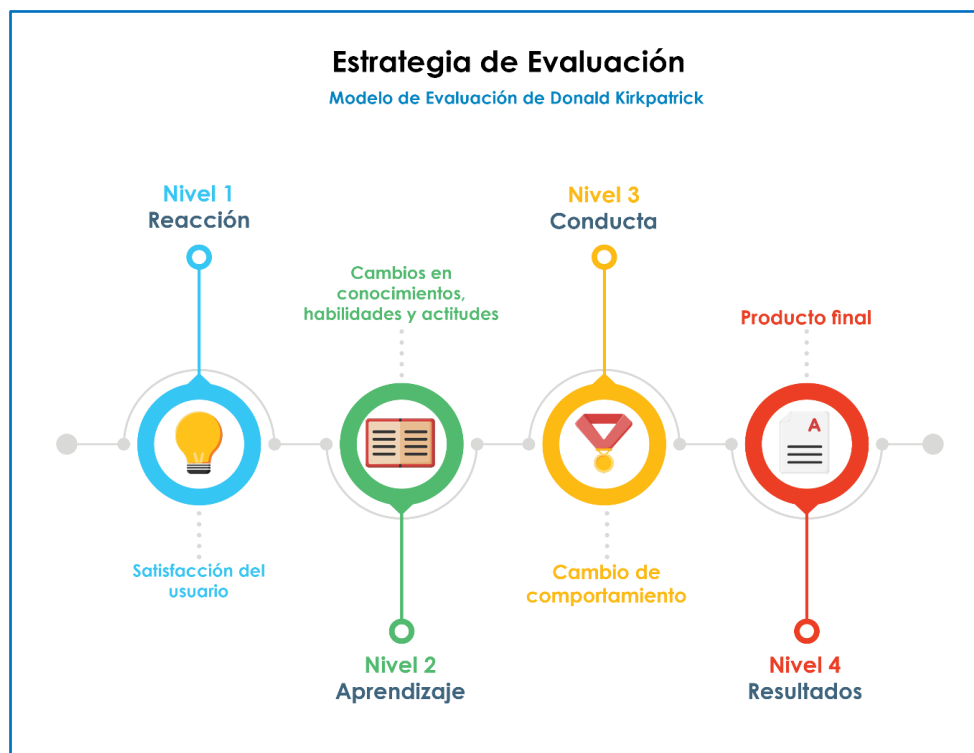 Estrategia de Evaluación
Modelo de Evaluación de Donald Kirkpatrick
Nivel 1
Reacción
Satisfacción del
usuario
Cambios en
conocimientos,
habilidades y actitudes
Nivel 2
Aprendizaje
Nivel 3
Conducta
Cambio de
comportamiento
Producto final
A
Nivel 4
Resultados